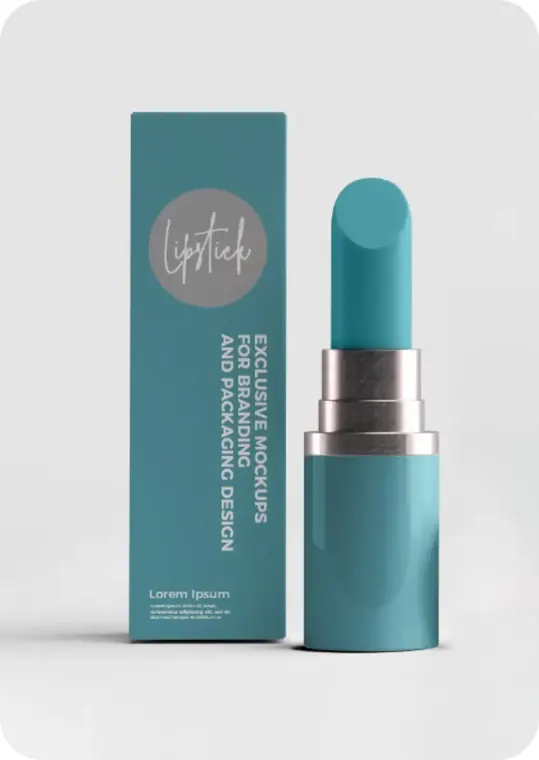 Lipstick
EXCLUSIVE MOCKUPS
FOR BRANDING
AND PACKAGING DESIGN
Lorem Ipsum